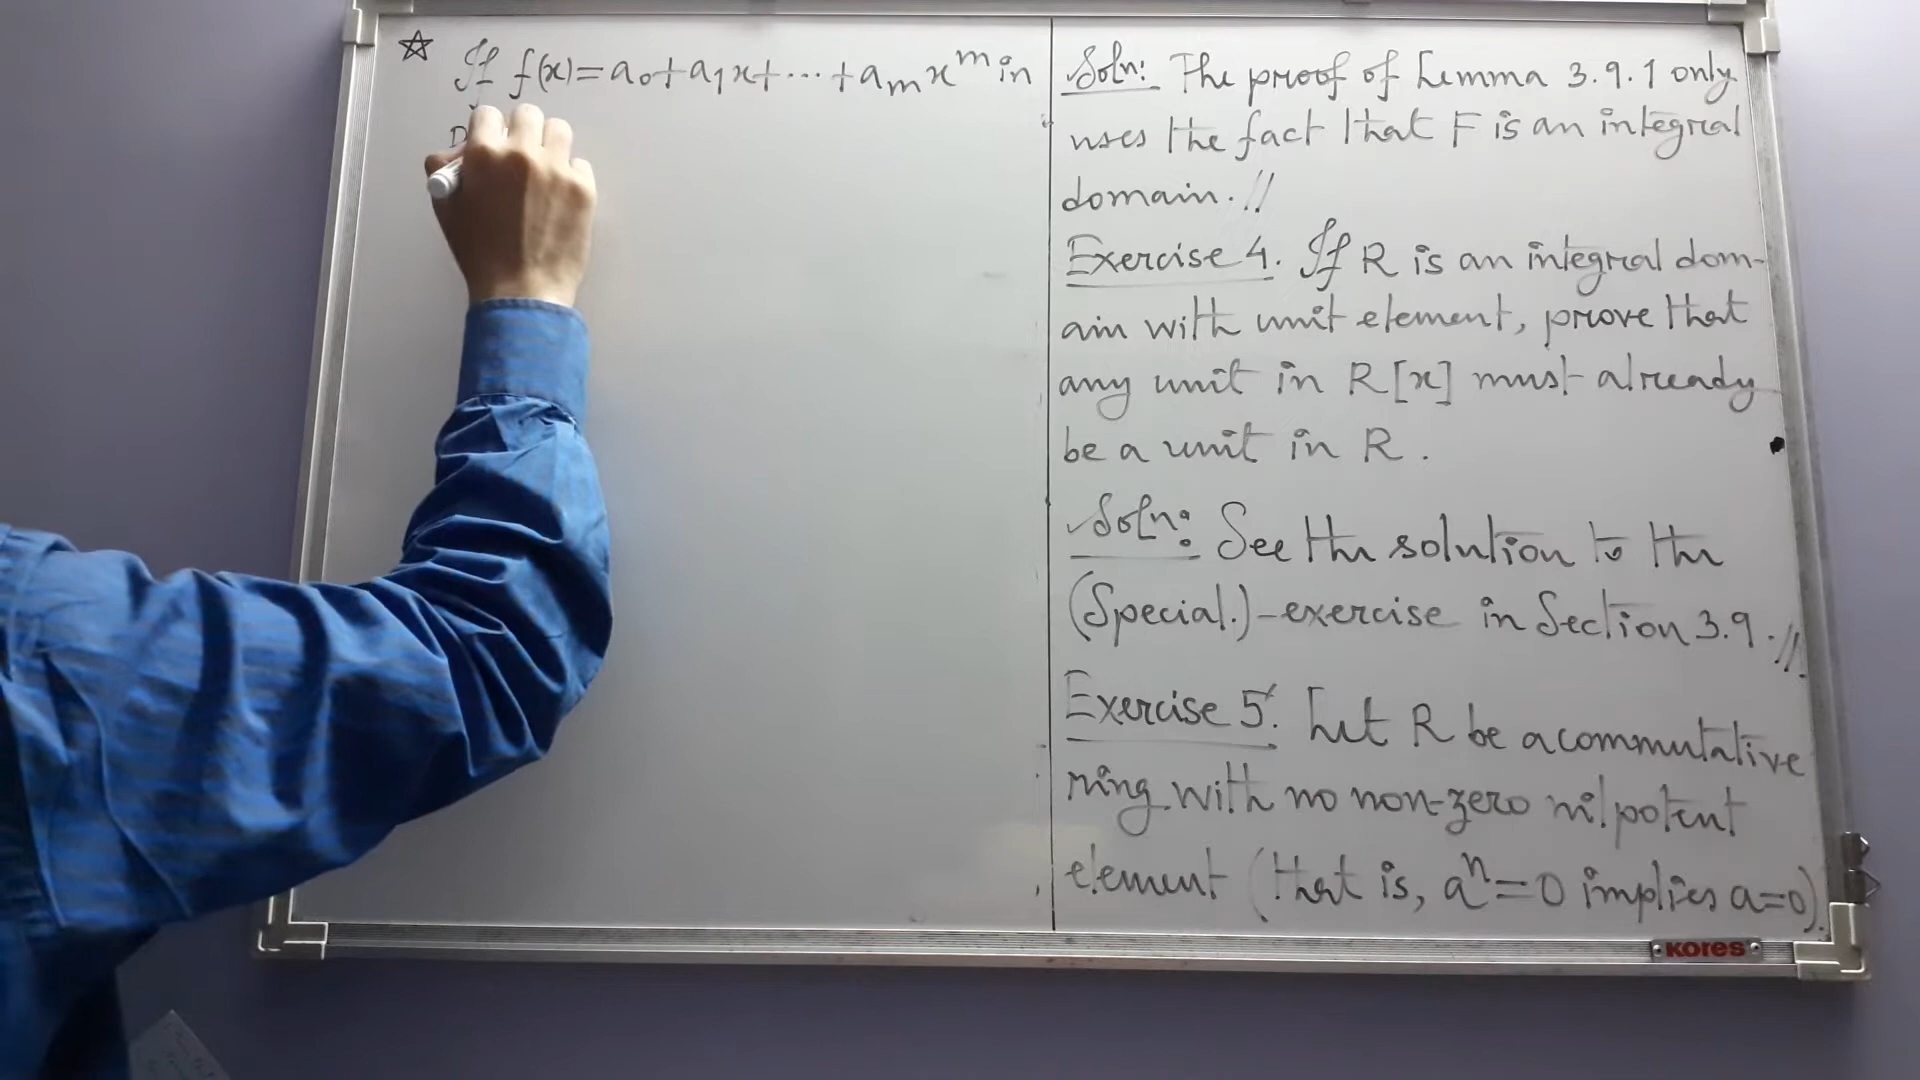 ☆ If f(x)=a₀+a₁x+⋯+aₘxᵐ in
Soln: The proof of Lemma 3.9.1 only
uses the fact that F is an integral
domain.//
Exercise 4. If R is an integral dom-
ain with unit element, prove that
any unit in R[x] must already
be a unit in R.
Soln: See the solution to the
(Special.)-exercise in Section 3.9.//
Exercise 5. Let R be a commutative
ring with no non-zero nilpotent
element (that is, aⁿ=0 implies a=0).
KORES